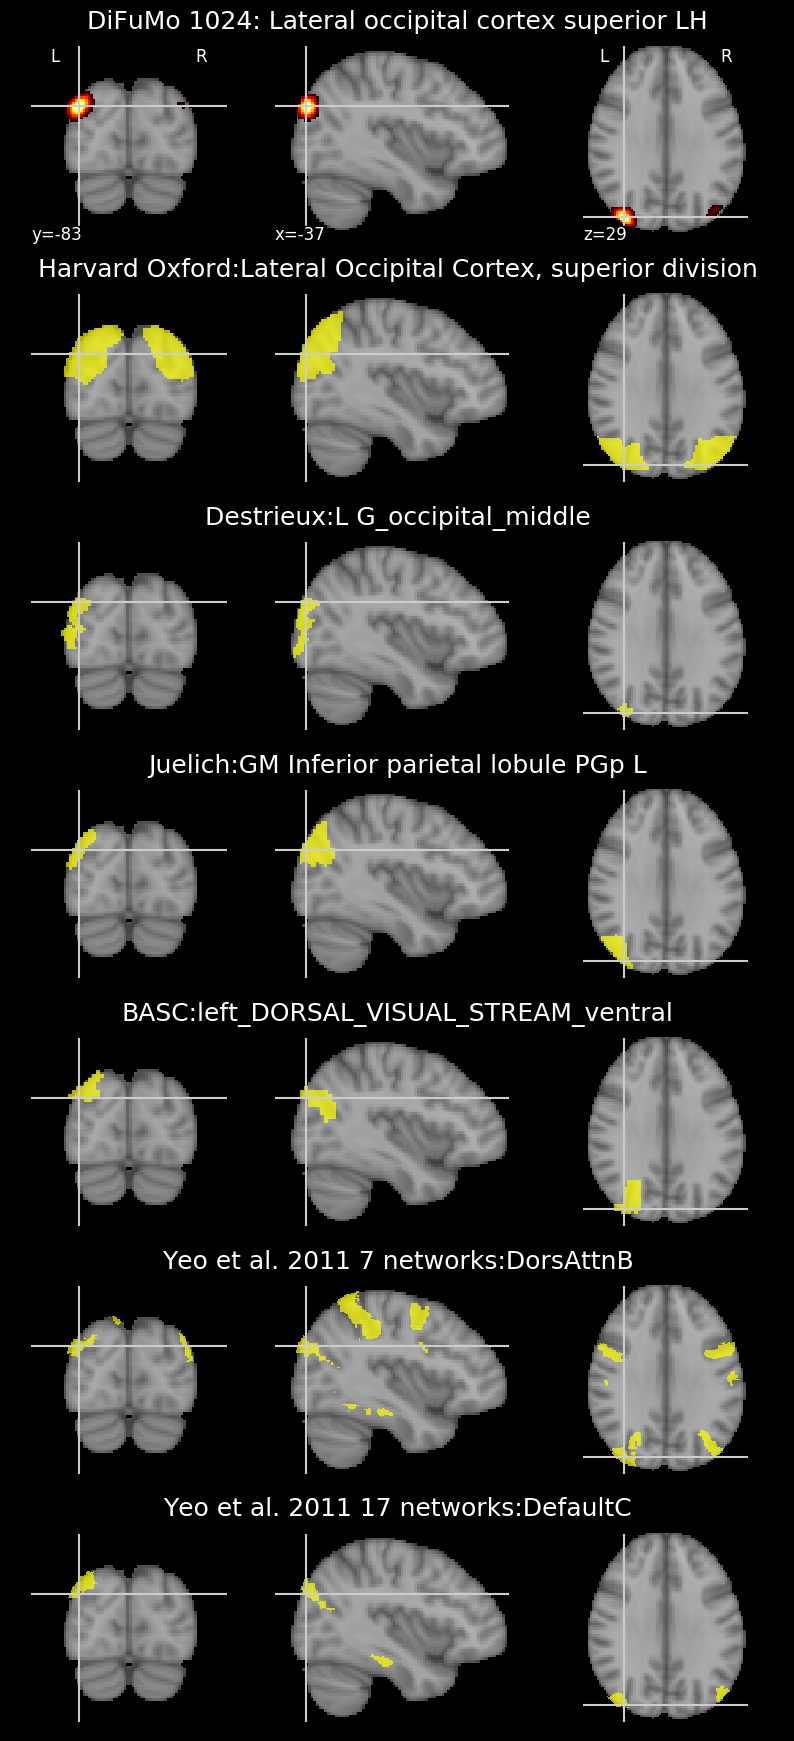 DiFuMo 1024: Lateral occipital cortex superior LH
L R L R
y=-83 x=-37 z=29
Harvard Oxford:Lateral Occipital Cortex, superior division
Destrieux:L G_occipital_middle
Juelich:GM Inferior parietal lobule PGp L
BASC:left_DORSAL_VISUAL_STREAM_ventral
Yeo et al. 2011 7 networks:DorsAttnB
Yeo et al. 2011 17 networks:DefaultC